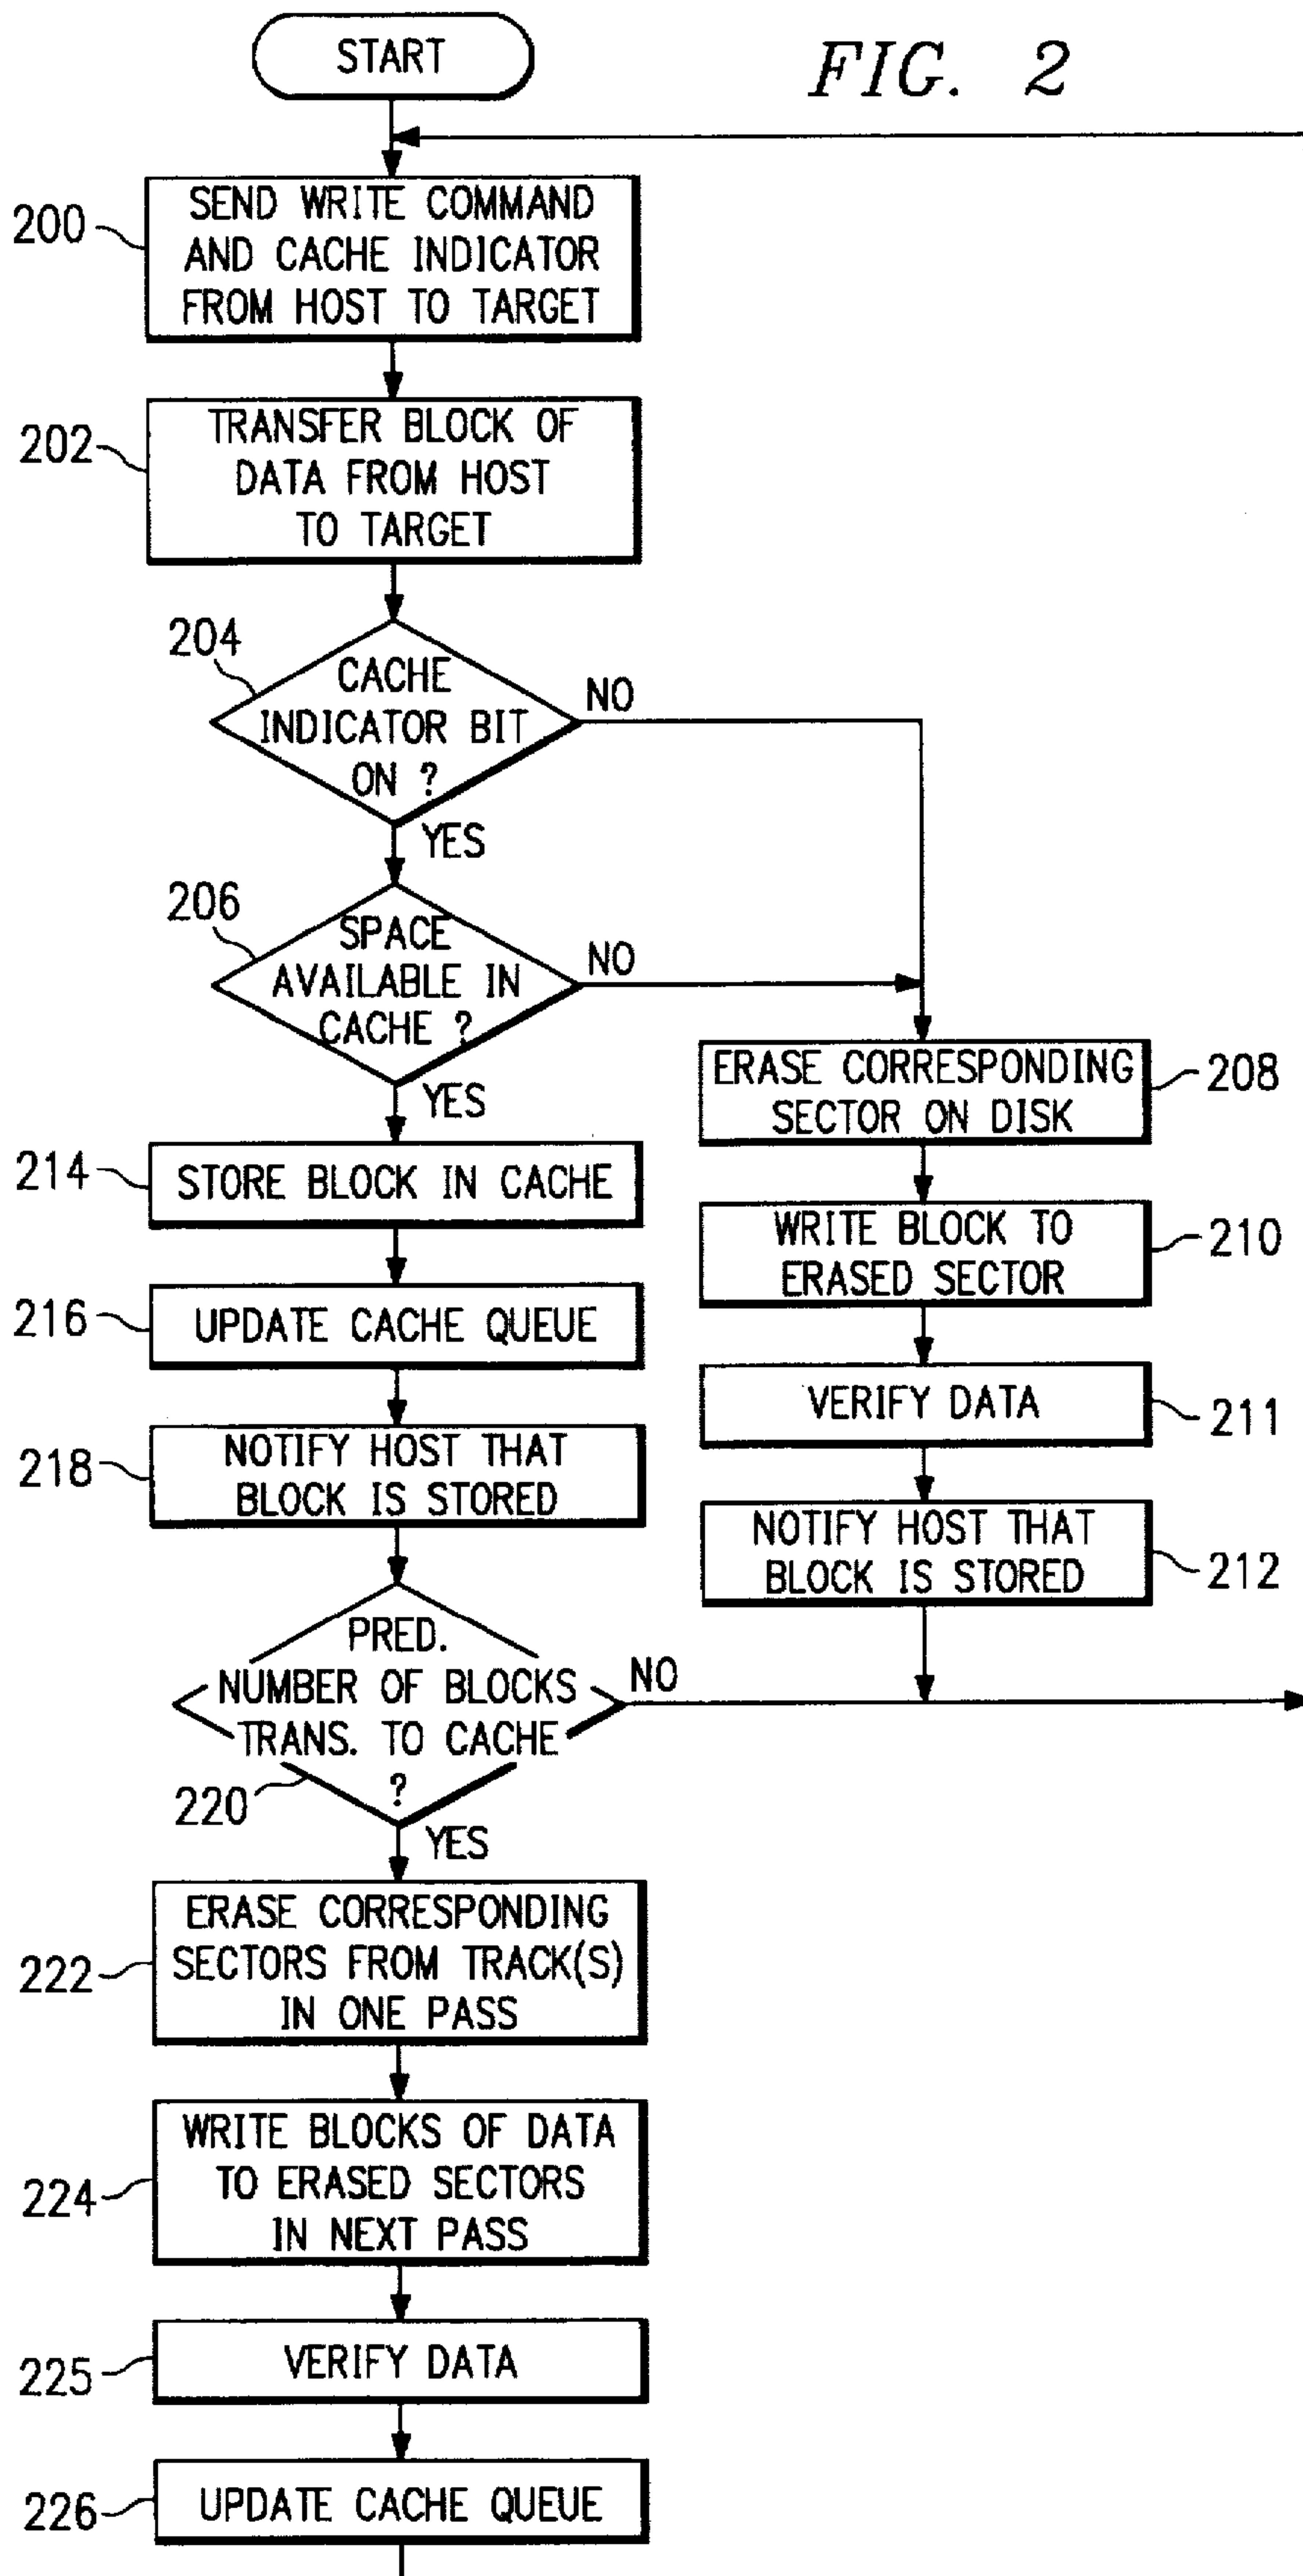 START
FIG. 2
200
SEND WRITE COMMAND
AND CACHE INDICATOR
FROM HOST TO TARGET
202
TRANSFER BLOCK OF
DATA FROM HOST
TO TARGET
204
CACHE
INDICATOR BIT
ON ?
NO
YES
206
SPACE
AVAILABLE IN
CACHE ?
NO
YES
ERASE CORRESPONDING
SECTOR ON DISK
208
214
STORE BLOCK IN CACHE
WRITE BLOCK TO
ERASED SECTOR
210
216
UPDATE CACHE QUEUE
VERIFY DATA
211
218
NOTIFY HOST THAT
BLOCK IS STORED
NOTIFY HOST THAT
BLOCK IS STORED
212
PRED.
NUMBER OF BLOCKS
TRANS. TO CACHE
?
NO
220
YES
222
ERASE CORRESPONDING
SECTORS FROM TRACK(S)
IN ONE PASS
224
WRITE BLOCKS OF DATA
TO ERASED SECTORS
IN NEXT PASS
225
VERIFY DATA
226
UPDATE CACHE QUEUE